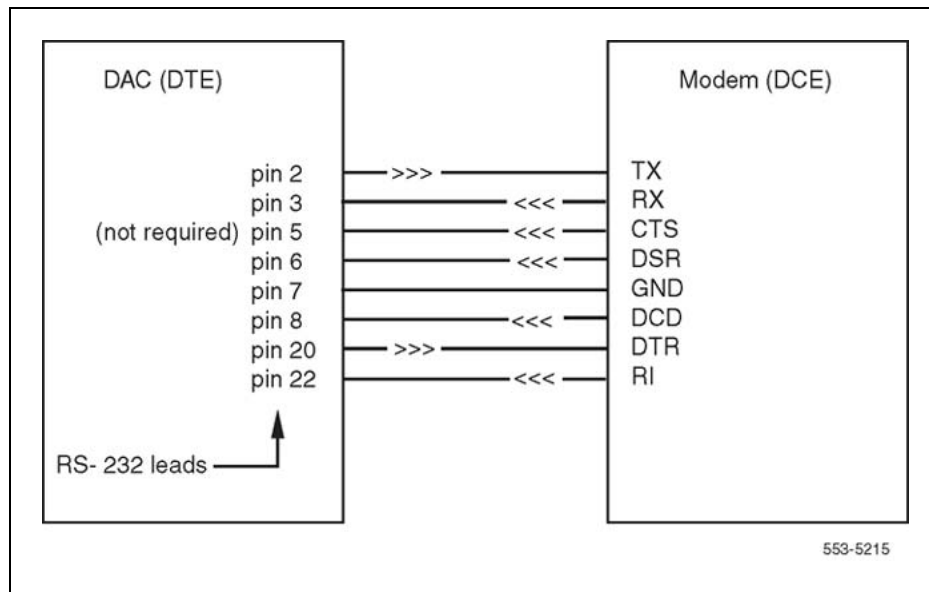 DAC (DTE) Modem (DCE)
pin 2 >>> TX
pin 3 <<< RX
(not required) pin 5 <<< CTS
pin 6 <<< DSR
pin 7 GND
pin 8 <<< DCD
pin 20 >>> DTR
pin 22 <<< RI
RS- 232 leads
553-5215